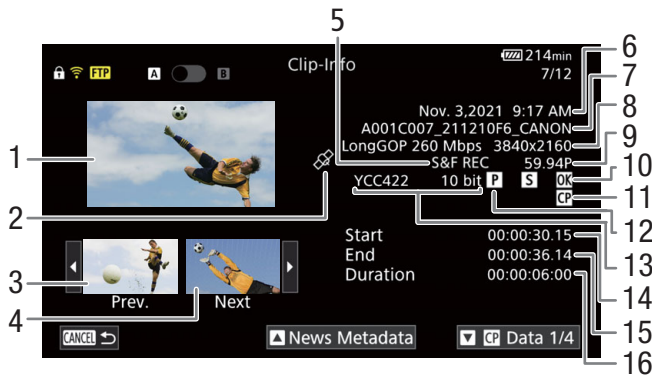 5
Clip-Info
214min
7/12
FTP
A
B
6
7
8
9
10
11
12
13
14
15
16
Nov. 3,2021 9:17 AM
A001C007_211210F6_CANON
LongGOP 260 Mbps 3840x2160
S&F REC 59.94P
YCC422 10 bit P S OK
CP
1
2
3
4
Start 00:00:30.15
End 00:00:36.14
Duration 00:00:06:00
Prev.
Next
CANCEL
News Metadata
CP Data 1/4